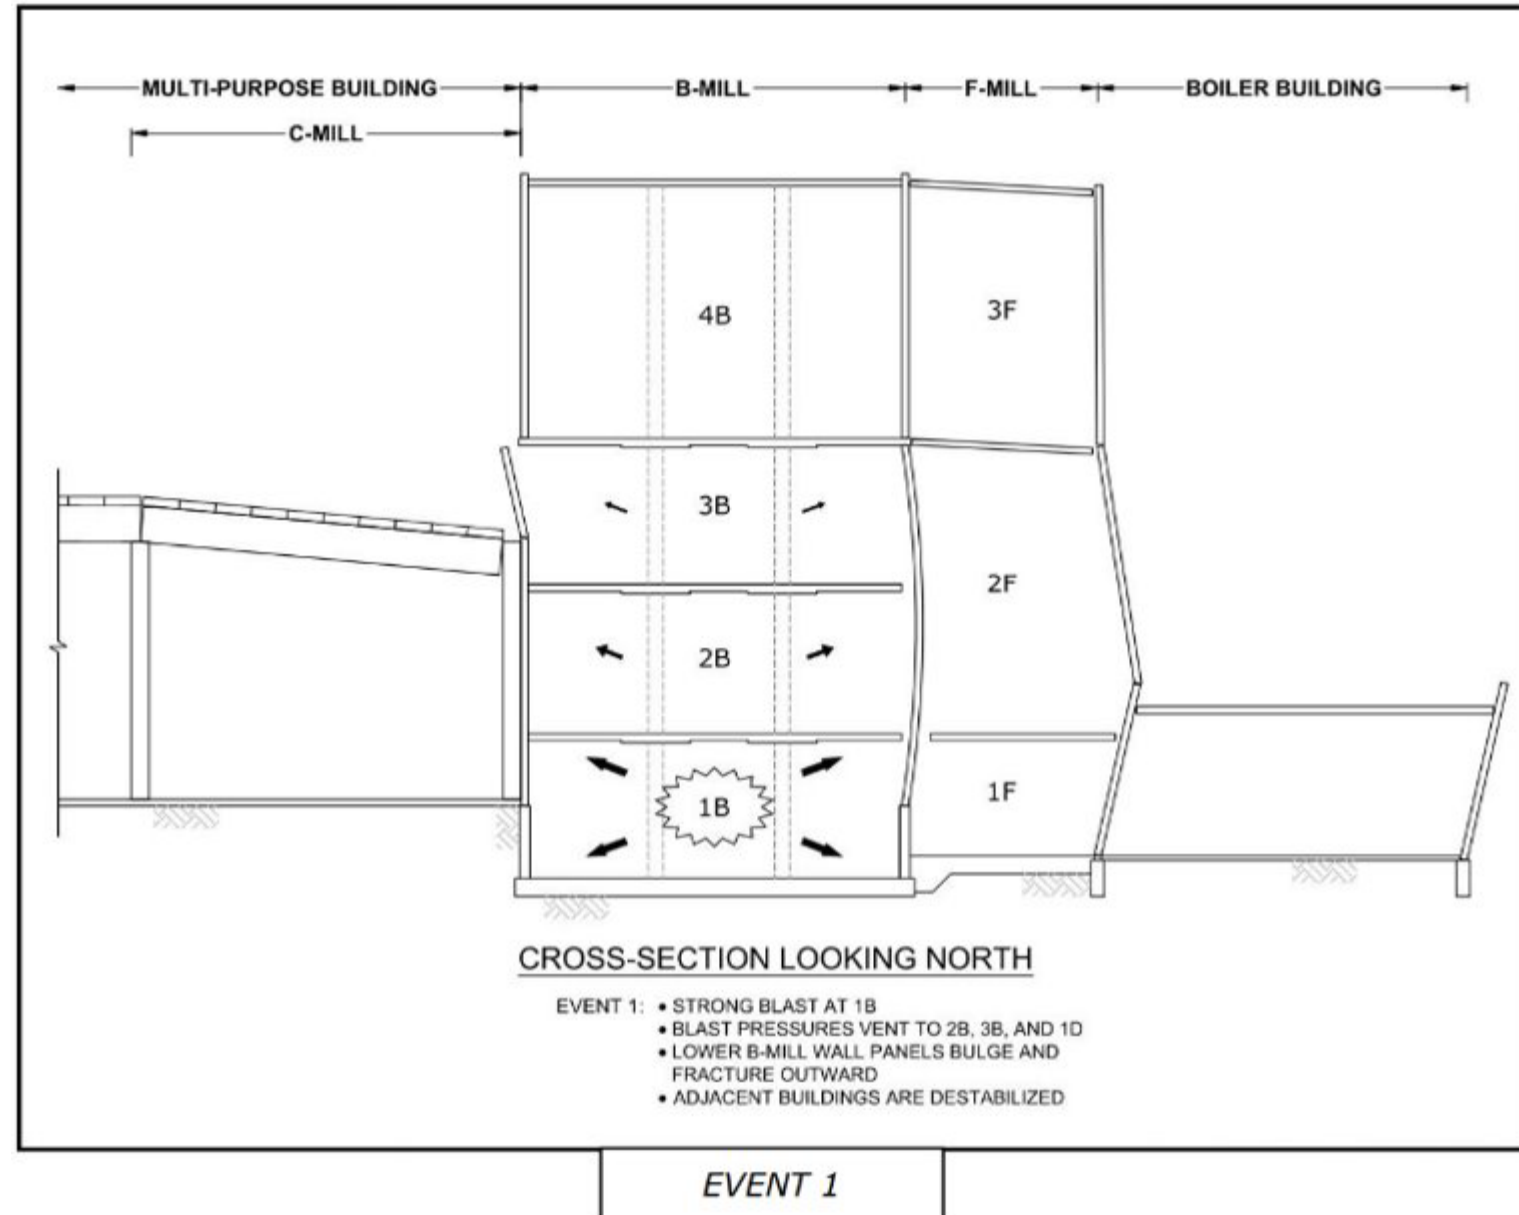 MULTI-PURPOSE BUILDING
B-MILL
F-MILL
BOILER BUILDING
C-MILL
4B
3F
3B
2F
2B
1B
1F
CROSS-SECTION LOOKING NORTH
EVENT 1: • STRONG BLAST AT 1B
• BLAST PRESSURES VENT TO 2B, 3B, AND 1D
• LOWER B-MILL WALL PANELS BULGE AND
FRACTURE OUTWARD
• ADJACENT BUILDINGS ARE DESTABILIZED
EVENT 1